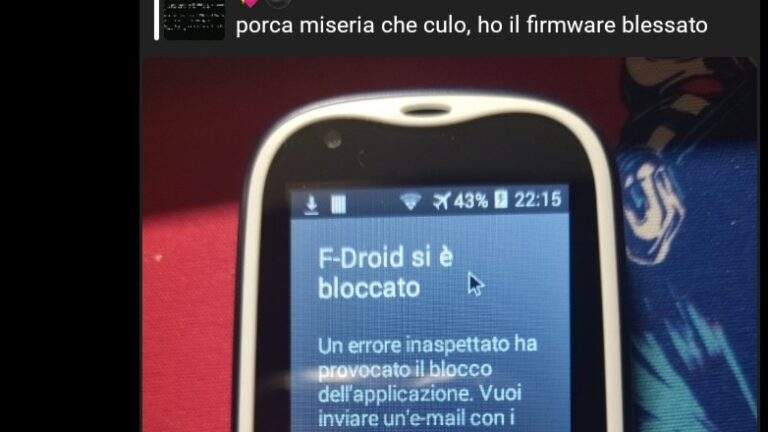 porca miseria che culo, ho il firmware blessato
43% 22:15
F-Droid si è
bloccato
Un errore inaspettato ha
provocato il blocco
dell'applicazione. Vuoi
inviare un'e-mail con i